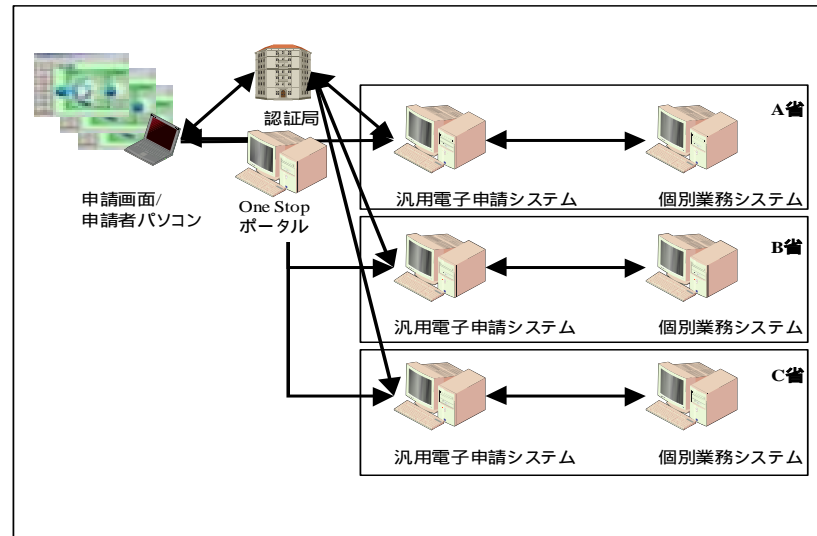 認証局
申請画面/
申請者パソコン
One Stop
ポータル
A省
汎用電子申請システム
個別業務システム
B省
汎用電子申請システム
個別業務システム
C省
汎用電子申請システム
個別業務システム